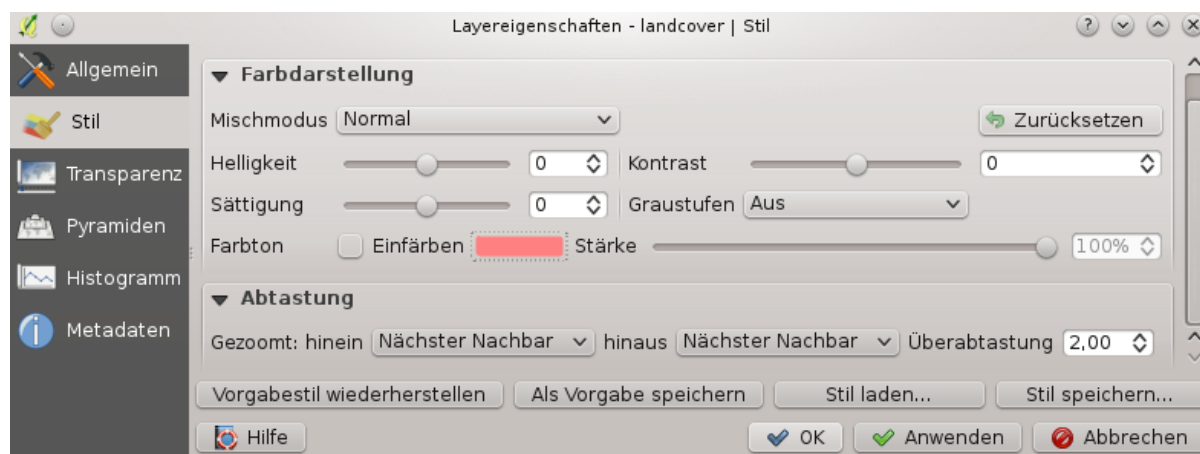 Layereigenschaften - landcover | Stil
Allgemein
Stil
Transparenz
Pyramiden
Histogramm
Metadaten
Farbdarstellung
Mischmodus Normal Zurücksetzen
Helligkeit 0 Kontrast 0
Sättigung 0 Graustufen Aus
Farbton Einfärben Stärke 100%
Abtastung
Gezoomt: hinein Nächster Nachbar hinaus Nächster Nachbar Überabtastung 2,00
Vorgabestil wiederherstellen Als Vorgabe speichern Stil laden... Stil speichern...
Hilfe OK Anwenden Abbrechen